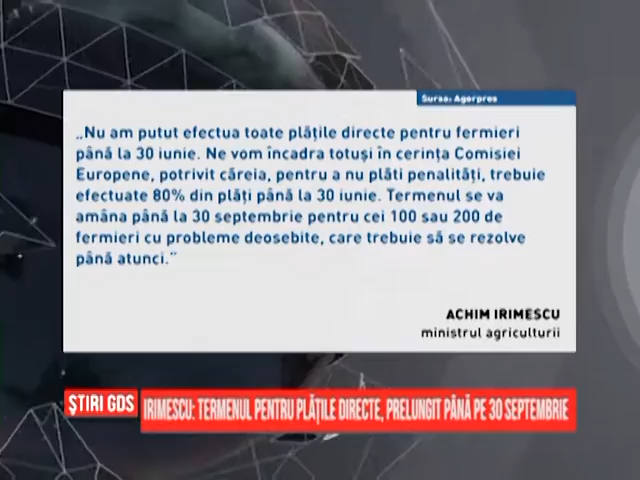 Sursa: Agerpres
„Nu am putut efectua toate plățile directe pentru fermieri
până la 30 iunie. Ne vom încadra totuși în cerința Comisiei
Europene, potrivit căreia, pentru a nu plăti penalități, trebuie
efectuate 80% din plăți până la 30 iunie. Termenul se va
amâna până la 30 septembrie pentru cei 100 sau 200 de
fermieri cu probleme deosebite, care trebuie să se rezolve
până atunci.”
ACHIM IRIMESCU
ministrul agriculturii
ȘTIRI GDS
IRIMESCU: TERMENUL PENTRU PLĂȚILE DIRECTE, PRELUNGIT PÂNĂ PE 30 SEPTEMBRIE